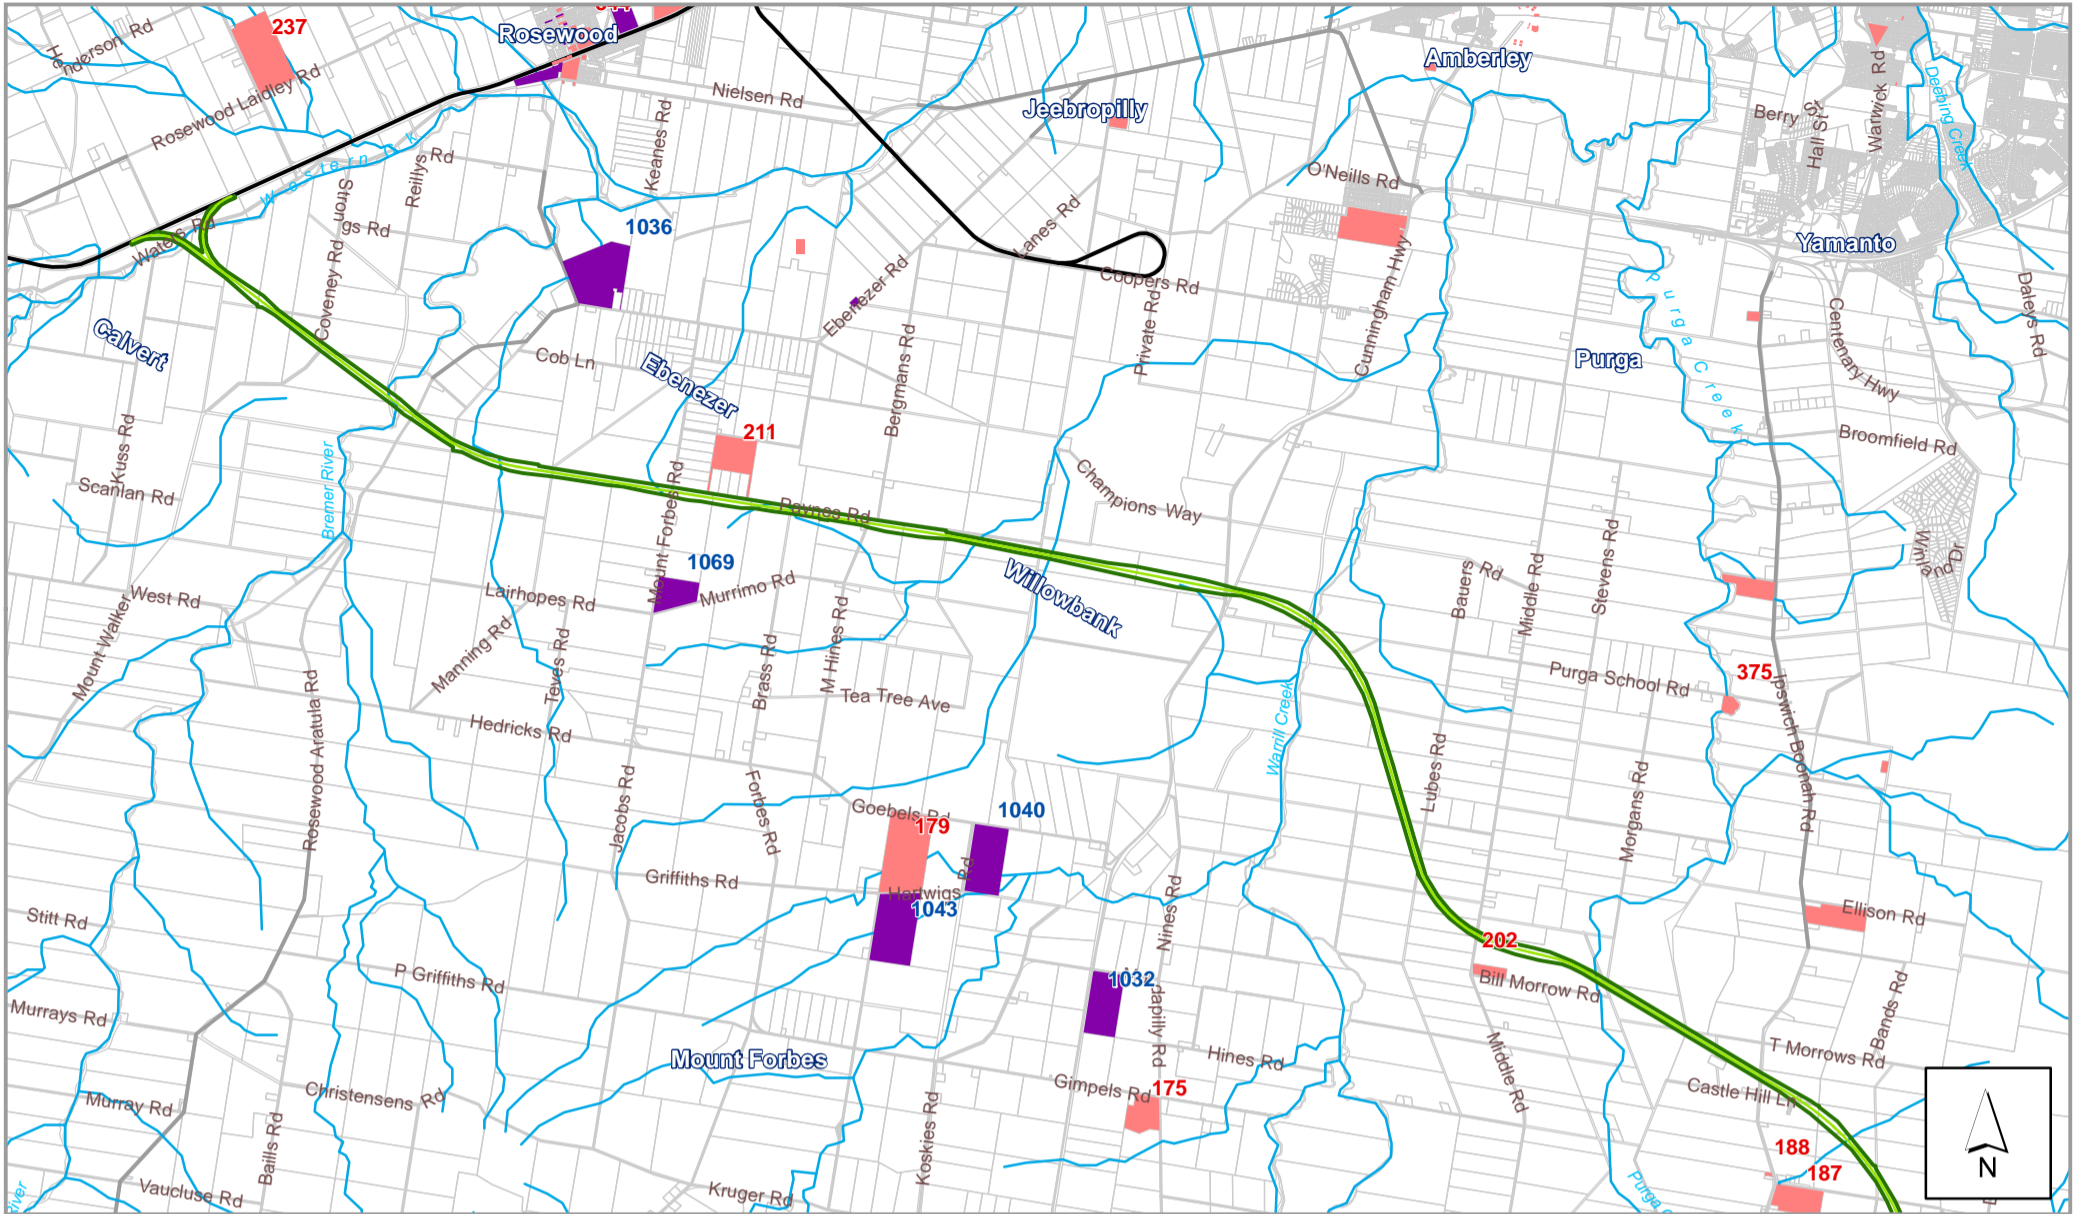 237
Rosewood
Amberley
Henderson Rd
Rosewood Laidley Rd
Nielsen Rd
Jeebropilly
Berry St
Hall St
Warwick Rd
Deebing Creek
Keanes Rd
Reillys Rd
Strongs Rd
O'Neills Rd
1036
Waters Rd
Lanes Rd
Yamanto
Coveney Rd
Ebenezer Rd
Coopers Rd
Private Rd
Cunningham Hwy
Purga Creek
Centenary Hwy
Daleys Rd
Calvert
Cob Ln
Ebenezer
Bergmans Rd
Purga
211
Broomfield Rd
Kuss Rd
Scanlan Rd
Bremer River
Mount Forbes Rd
Paynes Rd
Champions Way
1069
Murrimo Rd
Willowbank
Bauers Rd
Middle Rd
Stevens Rd
West Rd
Lairhopes Rd
Mount Walker
Manning Rd
Teves Rd
Brass Rd
M Hines Rd
Tea Tree Ave
Purga School Rd
375
Ipswich Boonah Rd
Rosewood Aratula Rd
Hedricks Rd
Warrill Creek
Jacobs Rd
Forbes Rd
Goebels Rd
179
1040
Lubes Rd
Morgans Rd
Griffiths Rd
Hartwigs Rd
1043
Nines Rd
Ellison Rd
Stitt Rd
202
P Griffiths Rd
1032
Bill Morrow Rd
Bands Rd
Murrays Rd
Mount Forbes
Hines Rd
Middle Rd
T Morrows Rd
Christensens Rd
Gimpels Rd
175
Castle Hill Ln
Murray Rd
Baills Rd
Koskies Rd
188
187
N
Vaucluse Rd
Kruger Rd
River